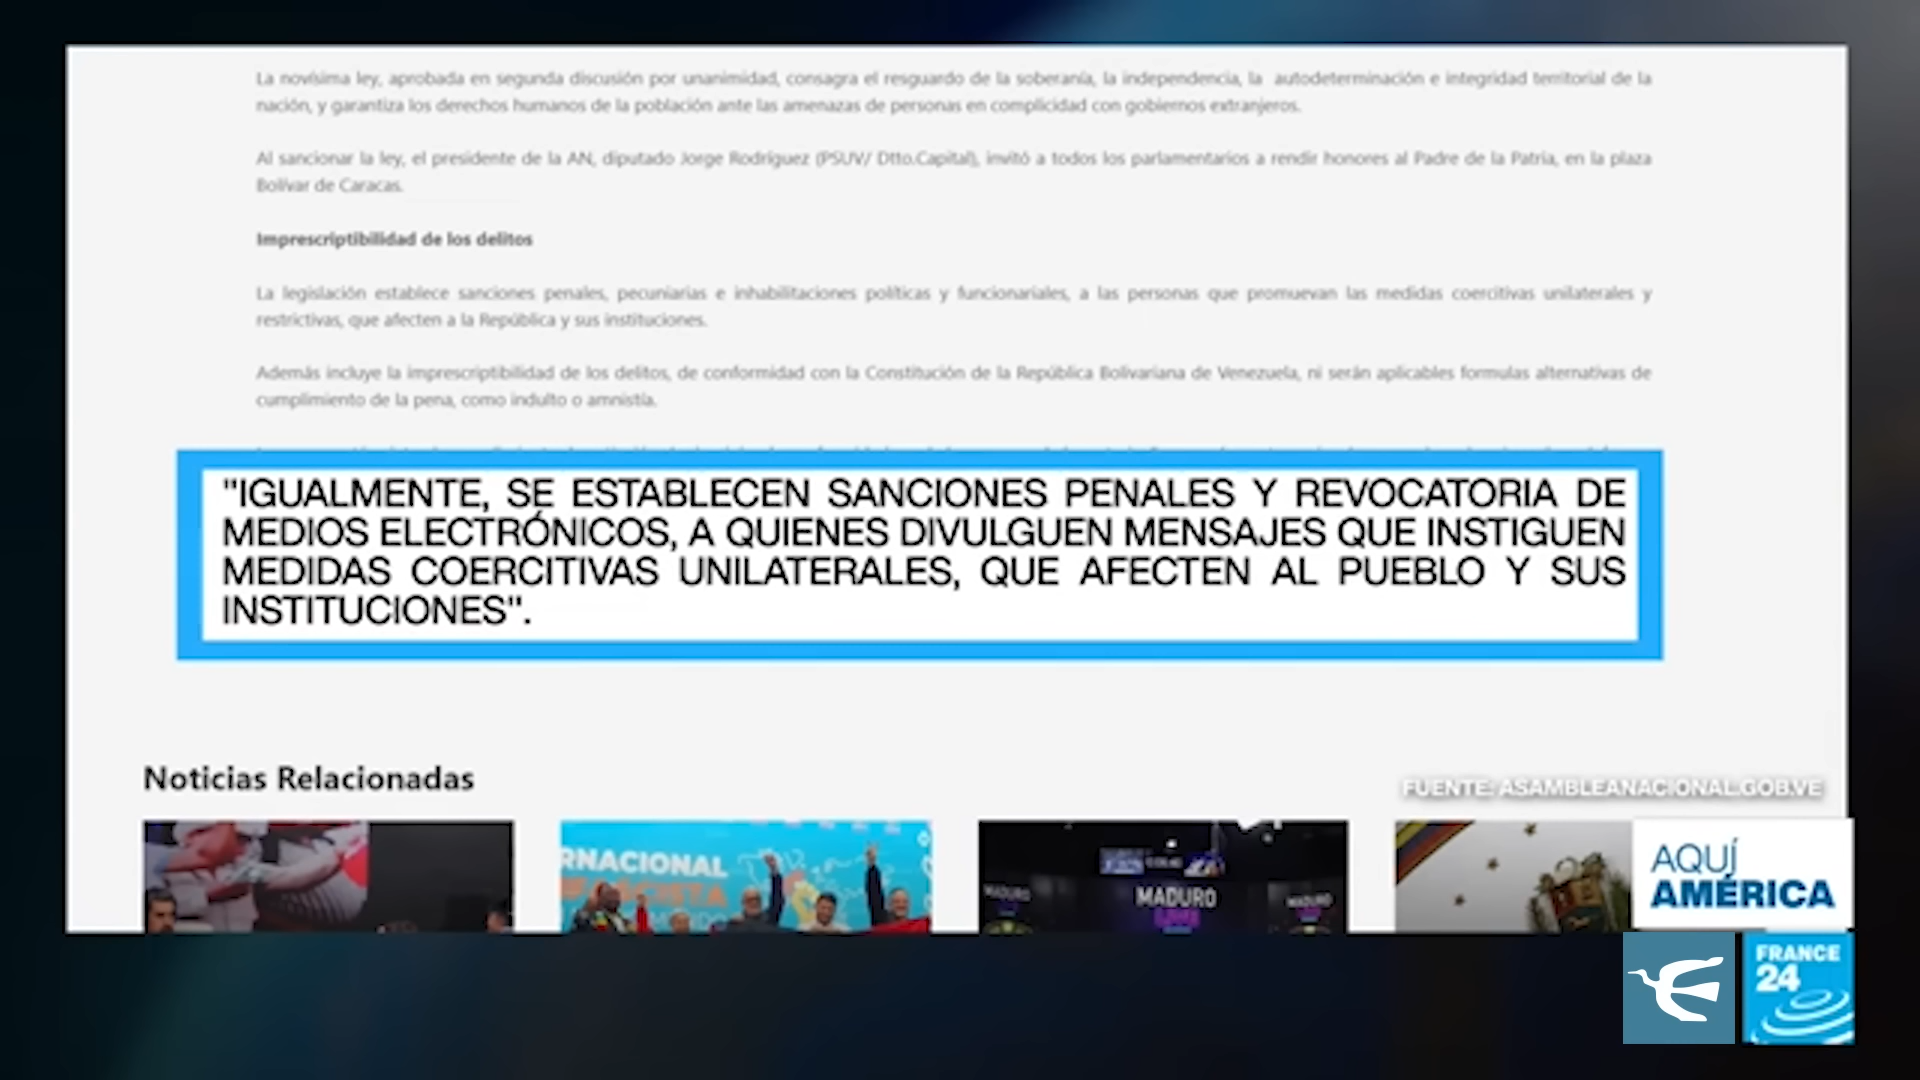 La novísima ley, aprobada en segunda discusión por unanimidad, consagra el resguardo de la soberanía, la independencia, la autodeterminación e integridad territorial de la
nación, y garantiza los derechos humanos de la población ante las amenazas de personas en complicidad con gobiernos extranjeros.
Al sancionar la ley, el presidente de la AN, diputado Jorge Rodríguez (PSUV/ Dtto.Capital), invitó a todos los parlamentarios a rendir honores al Padre de la Patria, en la plaza
Bolívar de Caracas.
Imprescriptibilidad de los delitos
La legislación establece sanciones penales, pecuniarias e inhabilitaciones políticas y funcionariales, a las personas que promuevan las medidas coercitivas unilaterales y
restrictivas, que afecten a la República y sus instituciones.
Además incluye la imprescriptibilidad de los delitos, de conformidad con la Constitución de la República Bolivariana de Venezuela, ni serán aplicables formulas alternativas de
cumplimiento de la pena, como indulto o amnistía.
"IGUALMENTE, SE ESTABLECEN SANCIONES PENALES Y REVOCATORIA DE
MEDIOS ELECTRÓNICOS, A QUIENES DIVULGUEN MENSAJES QUE INSTIGUEN
MEDIDAS COERCITIVAS UNILATERALES, QUE AFECTEN AL PUEBLO Y SUS
INSTITUCIONES".
Noticias Relacionadas
FUENTE: ASAMBLEANACIONAL.GOB.VE
RNACIONAL
MADURO
MADURO
MADURO
AQUÍ
AMÉRICA
FRANCE
24